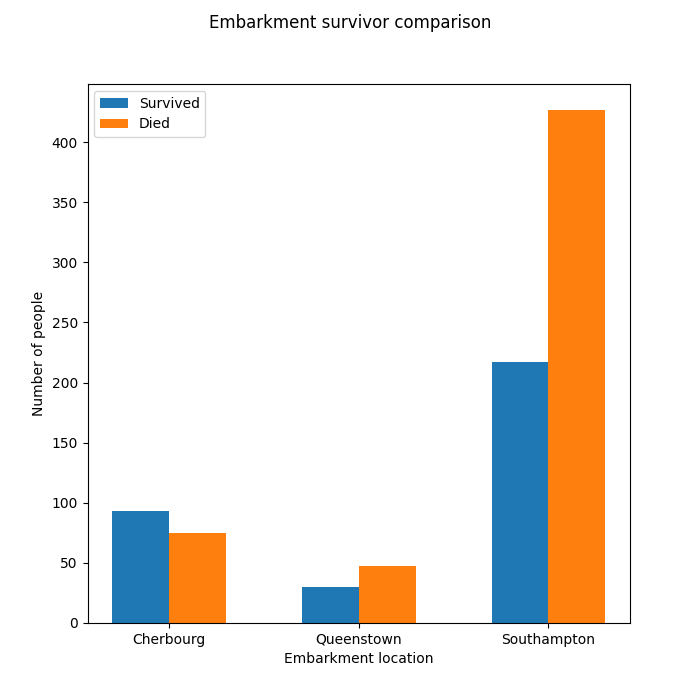 Embarkment survivor comparison
Survived
Died
400
350
300
250
200
150
100
50
0
Number of people
Cherbourg Queenstown Southampton
Embarkment location